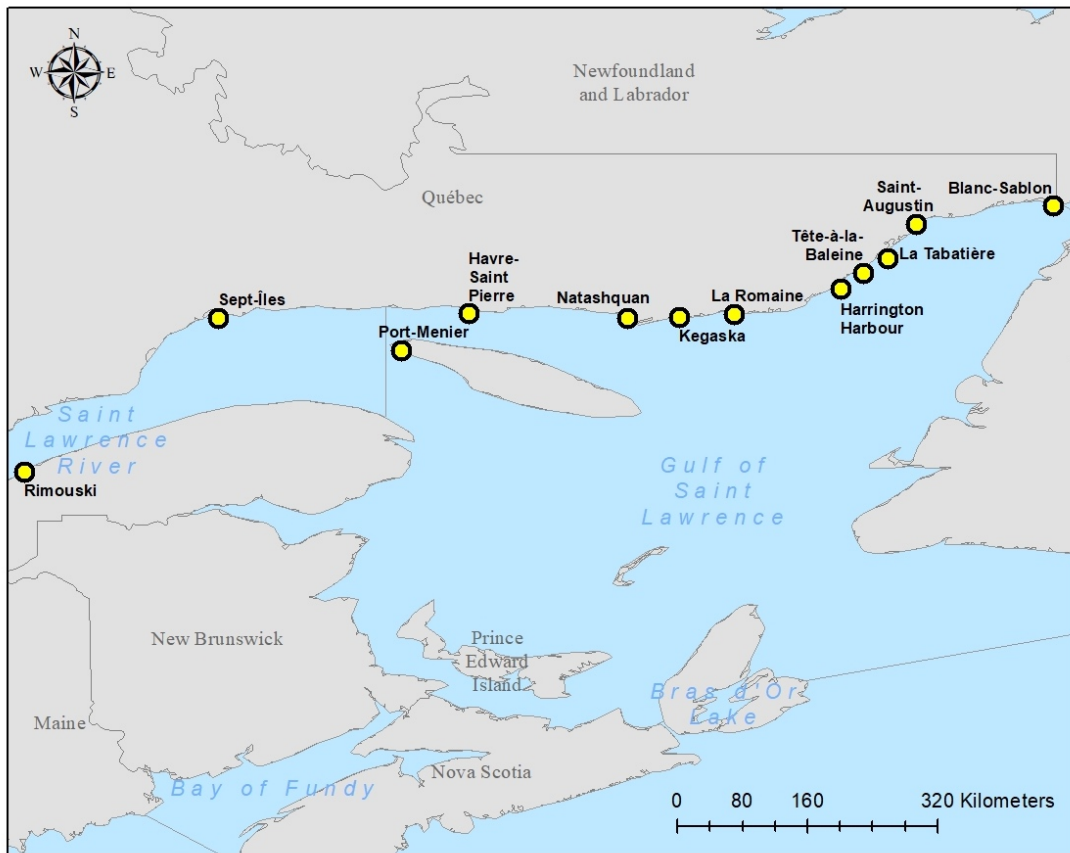 N
W E
S
Newfoundland
and Labrador
Québec
Saint-
Augustin
Blanc-Sablon
Tête-à-la-
Baleine
La Tabatière
Havre-
Saint
Pierre
Sept-Îles
Natashquan
La Romaine
Harrington
Harbour
Port-Menier
Kegaska
Saint
Lawrence
River
Gulf of
Saint
Lawrence
Rimouski
New Brunswick
Prince
Edward
Island
Bras d'Or
Lake
Maine
Nova Scotia
Bay of Fundy
0 80 160 320 Kilometers